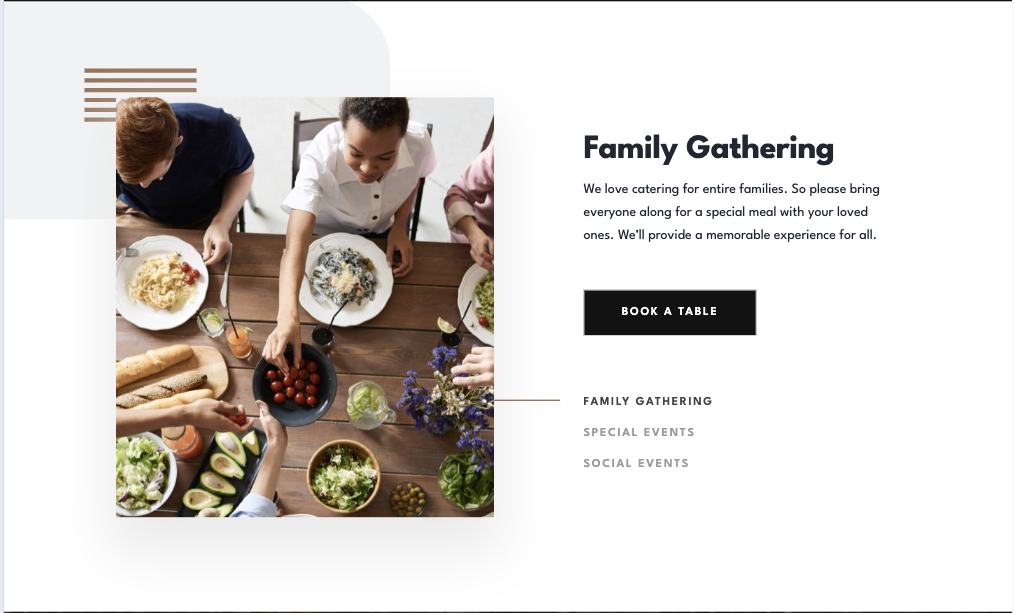 Family Gathering
We love catering for entire families. So please bring
everyone along for a special meal with your loved
ones. We'll provide a memorable experience for all.
BOOK A TABLE
FAMILY GATHERING
SPECIAL EVENTS
SOCIAL EVENTS